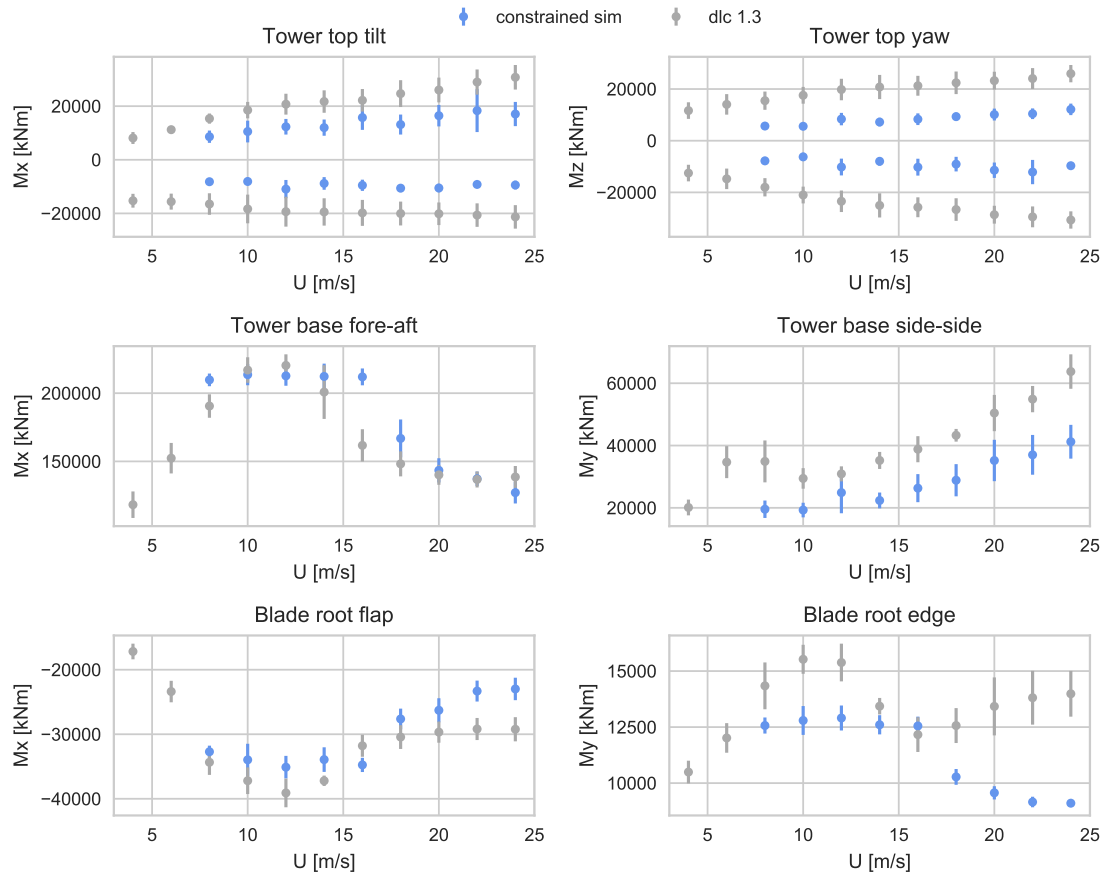 constrained sim dlc 1.3
Tower top tilt
Mx [kNm]
20000
0
−20000
5 10 15 20 25
U [m/s]
Tower top yaw
Mz [kNm]
20000
0
−20000
5 10 15 20 25
U [m/s]
Tower base fore-aft
Mx [kNm]
200000
150000
5 10 15 20 25
U [m/s]
Tower base side-side
My [kNm]
60000
40000
20000
5 10 15 20 25
U [m/s]
Blade root flap
Mx [kNm]
−20000
−30000
−40000
5 10 15 20 25
U [m/s]
Blade root edge
My [kNm]
15000
12500
10000
5 10 15 20 25
U [m/s]